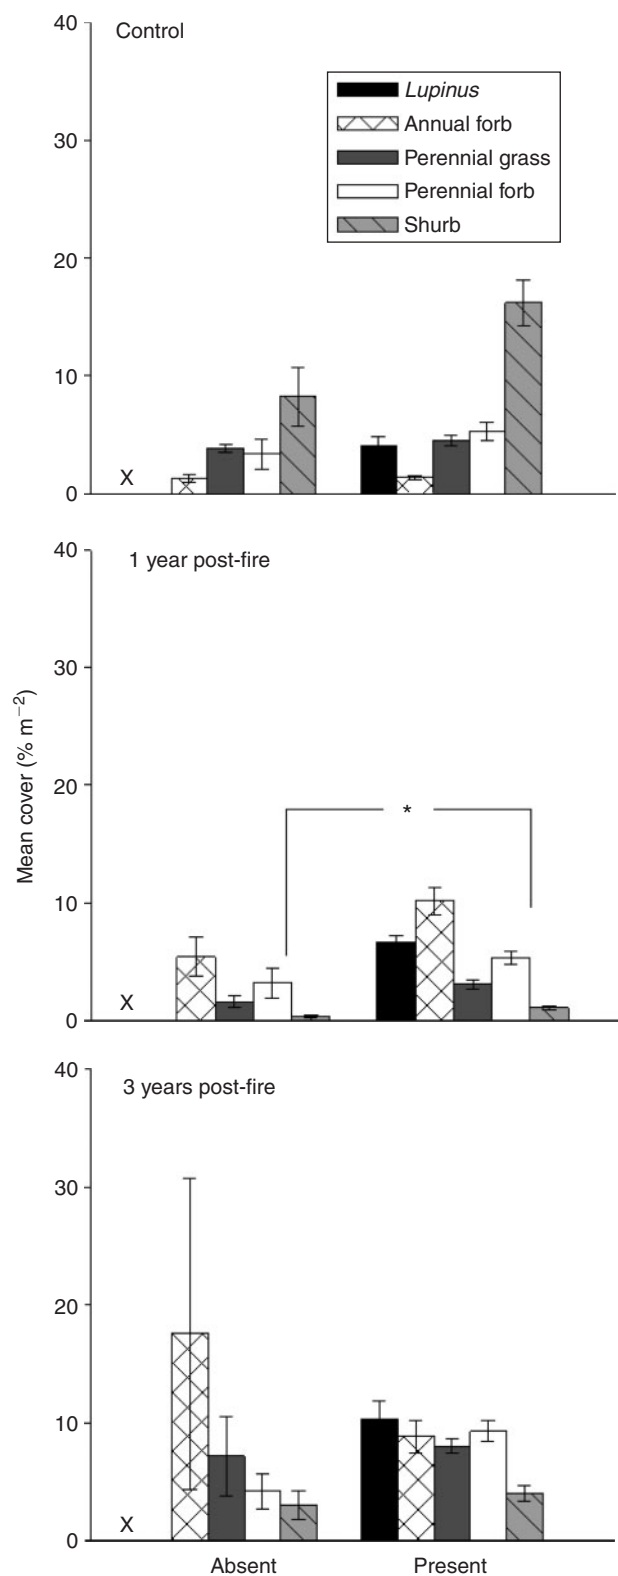 40
Control
Lupinus
Annual forb
Perennial grass
Perennial forb
Shurb
30
20
10
X
0
40
1 year post-fire
30
Mean cover (% m⁻²)
20
*
10
X
0
40
3 years post-fire
30
20
10
X
0
Absent Present